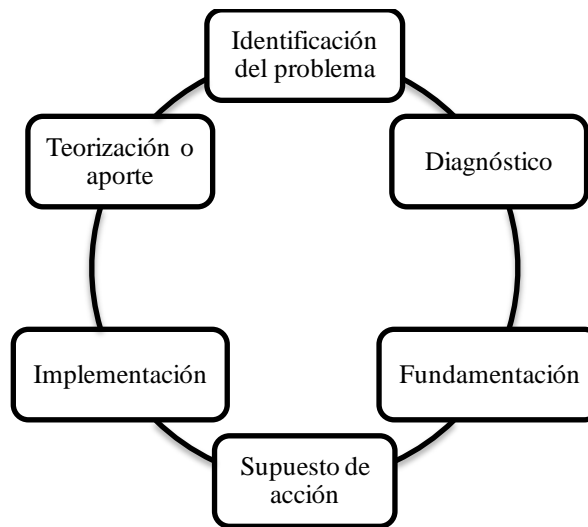 Identificación
del problema
Diagnóstico
Fundamentación
Supuesto de
acción
Implementación
Teorización o
aporte